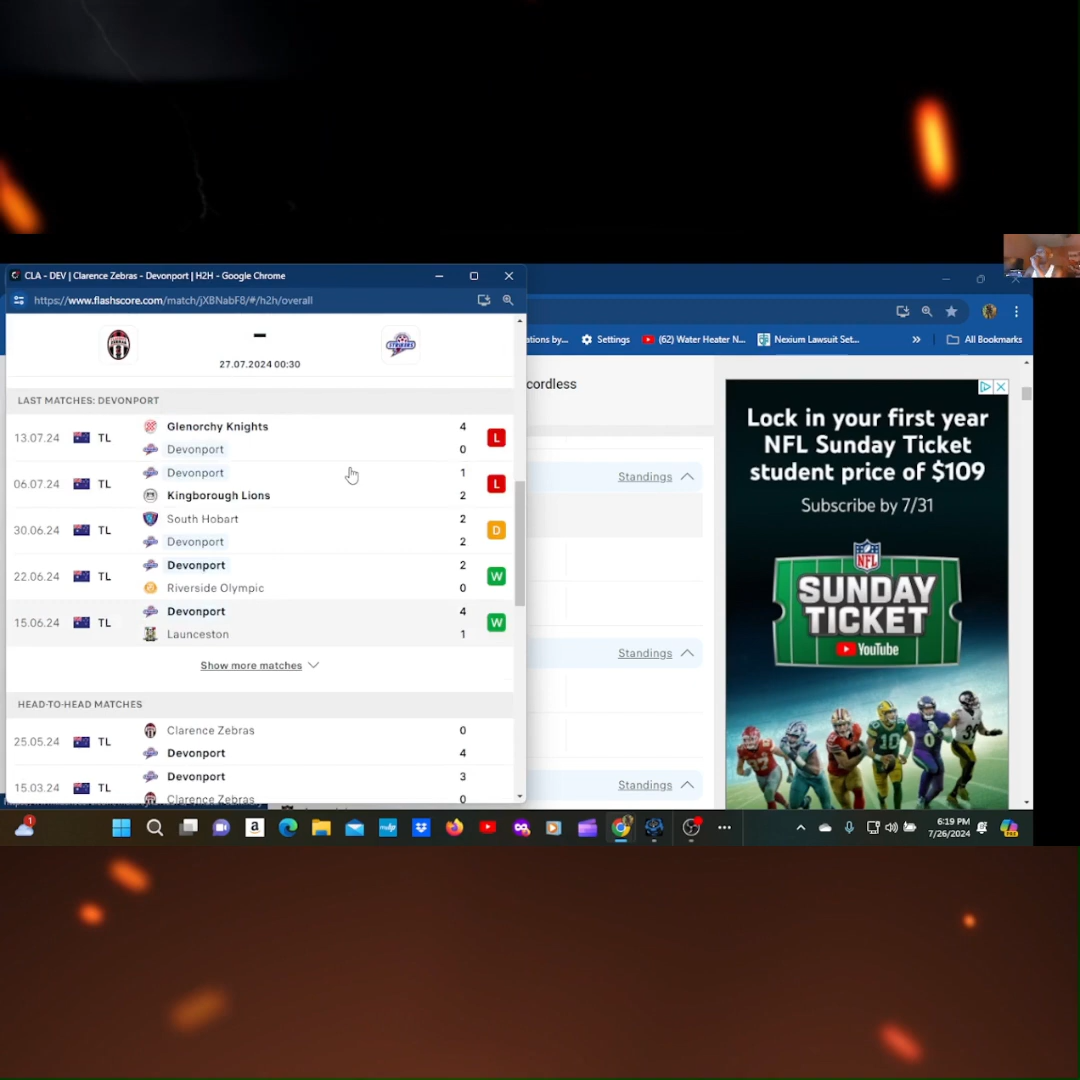 CLA - DEV | Clarence Zebras - Devonport | H2H - Google Chrome
https://www.flashscore.com/match/jXBNabF8/#/h2h/overall
ations by...
Settings
(62) Water Heater N...
Nexium Lawsuit Set...
»
All Bookmarks
–
STRIKERS
27.07.2024 00:30
LAST MATCHES: DEVONPORT
13.07.24 TL Glenorchy Knights 4 L
Devonport 0
06.07.24 TL Devonport 1 L
Kingborough Lions 2
30.06.24 TL South Hobart 2 D
Devonport 2
22.06.24 TL Devonport 2 W
Riverside Olympic 0
15.06.24 TL Devonport 4 W
Launceston 1
Show more matches
HEAD-TO-HEAD MATCHES
25.05.24 TL Clarence Zebras 0
Devonport 4
15.03.24 TL Devonport 3
Clarence Zebras 0
cordless
Standings
Standings
Standings
Lock in your first year
NFL Sunday Ticket
student price of $109
Subscribe by 7/31
NFL
SUNDAY
TICKET
YouTube
17
10
1
a
hp
6:19 PM
7/26/2024